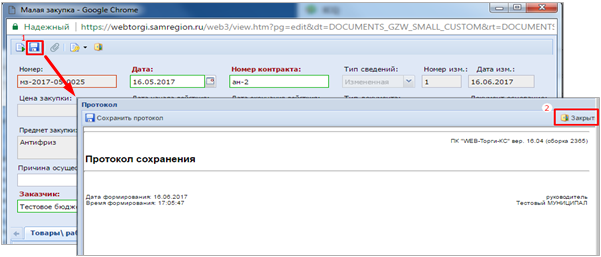 Малая закупка - Google Chrome
Надежный https://webtorgi.samregion.ru/web3/view.htm?pg=edit&dt=DOCUMENTS_GZW_SMALL_CUSTOM&rt=DOCUM
1
Номер: Дата: Номер контракта: Тип сведений: Номер изм.: Дата изм.:
мз-2017-05-0025 16.05.2017 ан-2 Измененная 1 16.06.2017
Цена закупки:
Протокол
Сохранить протокол
2
Закрыт
Предмет закупки:
Антифриз
ПК "WEB-Торги-КС" вер. 16.04 (сборка 2365)
Протокол сохранения
Причина осущес
Заказчик:
Тестовое бюдже
Дата формирования: 16.06.2017 руководитель
Время формирования: 17:05:47 Тестовый МУНИЦИПАЛ
Товары\ раб